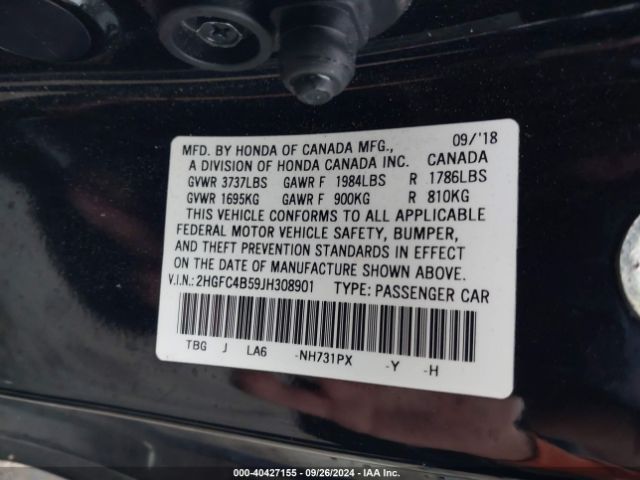 MFD. BY HONDA OF CANADA MFG., 09/'18
A DIVISION OF HONDA CANADA INC. CANADA
GVWR 3737LBS GAWR F 1984LBS R 1786LBS
GVWR 1695KG GAWR F 900KG R 810KG
THIS VEHICLE CONFORMS TO ALL APPLICABLE
FEDERAL MOTOR VEHICLE SAFETY, BUMPER,
AND THEFT PREVENTION STANDARDS IN EFFECT
ON THE DATE OF MANUFACTURE SHOWN ABOVE.
V.I.N.: 2HGFC4B59JH308901 TYPE: PASSENGER CAR
TBG J LA6 -NH731PX -Y -H
000-40427155 - 09/26/2024 - IAA Inc.